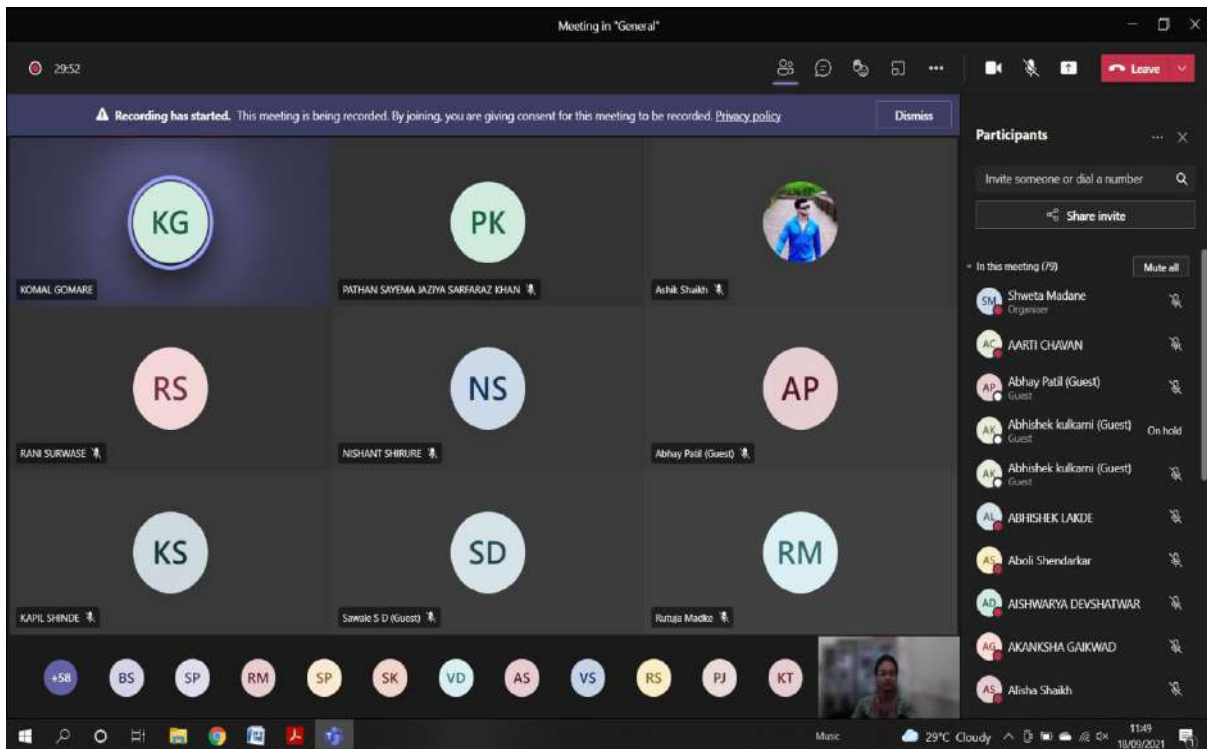 Meeting in "General"
29:52
Leave
Recording has started. This meeting is being recorded. By joining, you are giving consent for this meeting to be recorded. Privacy policy
Dismiss
KG
KOMAL GOMARE
PK
PATHAN SAYEMA JAZIYA SARFARAZ KHAN
Ashik Shaikh
RS
RANI SURWASE
NS
NISHANT SHIRURE
AP
Abhay Patil (Guest)
KS
KAPIL SHINDE
SD
Sawale S D (Guest)
RM
Rutuja Madke
+58
BS
SP
RM
SP
SK
VD
AS
VS
RS
PJ
KT
Participants
Invite someone or dial a number
Share invite
In this meeting (79)
Mute all
SM
Shweta Madane
Organiser
AC
AARTI CHAVAN
AP
Abhay Patil (Guest)
Guest
AK
Abhishek kulkarni (Guest)
Guest
On hold
AK
Abhishek kulkarni (Guest)
Guest
AL
ABHISHEK LAKDE
AS
Aboli Shendarkar
AD
AISHWARYA DEVSHATWAR
AG
AKANKSHA GAIKWAD
AS
Alisha Shaikh
Music
29°C Cloudy
11:49
18/09/2021